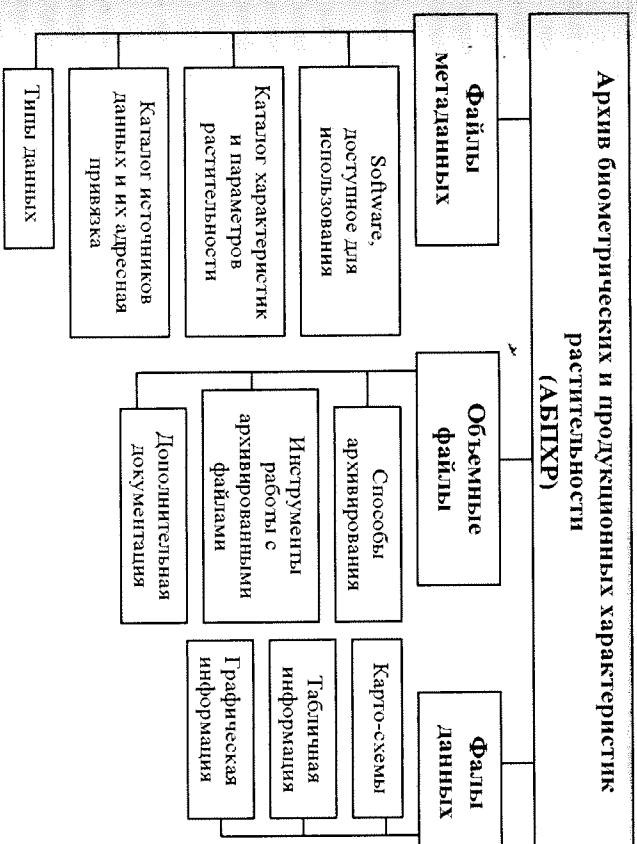 Архив биометрических и продукционных характеристик
растительности
(АБПХР)
Файлы
метаданных
Software,
доступное для
использования
Каталог характеристик
и параметров
растительности
Каталог источников
данных и их адресная
привязка
Типы данных
Объемные
файлы
Способы
архивирования
Инструменты
работы с
архивированными
файлами
Дополнительная
документация
Фалы
данных
Карто-схемы
Табличная
информация
Графическая
информация